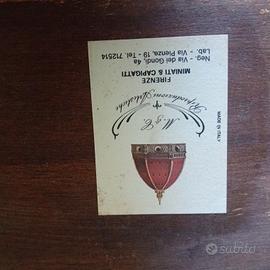 M. & C.
Riproduzioni Artistiche
MINIATI & CAPIGATTI
FIRENZE
Neg. - Via dei Gondi, 4a
Lab. - Via Pienza, 19 - Tel. 712514
MADE IN ITALY
subito